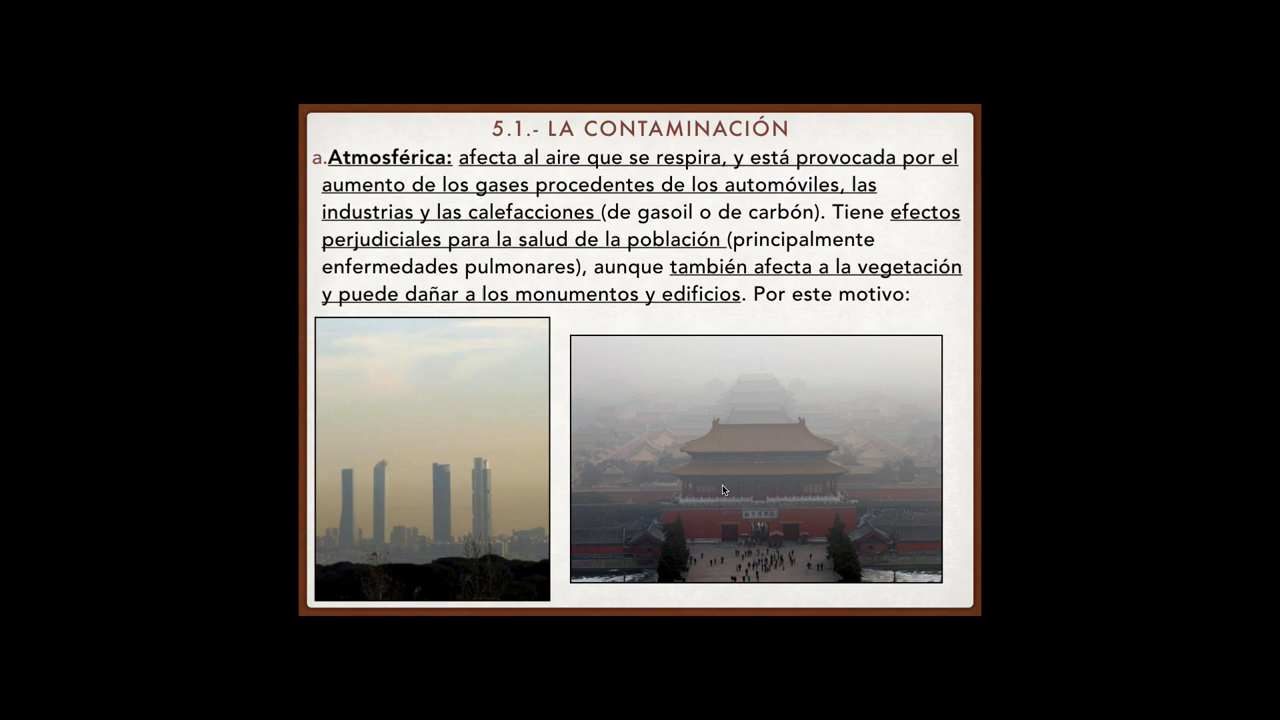 5.1.- LA CONTAMINACIÓN
a.Atmosférica: afecta al aire que se respira, y está provocada por el
aumento de los gases procedentes de los automóviles, las
industrias y las calefacciones (de gasoil o de carbón). Tiene efectos
perjudiciales para la salud de la población (principalmente
enfermedades pulmonares), aunque también afecta a la vegetación
y puede dañar a los monumentos y edificios. Por este motivo: